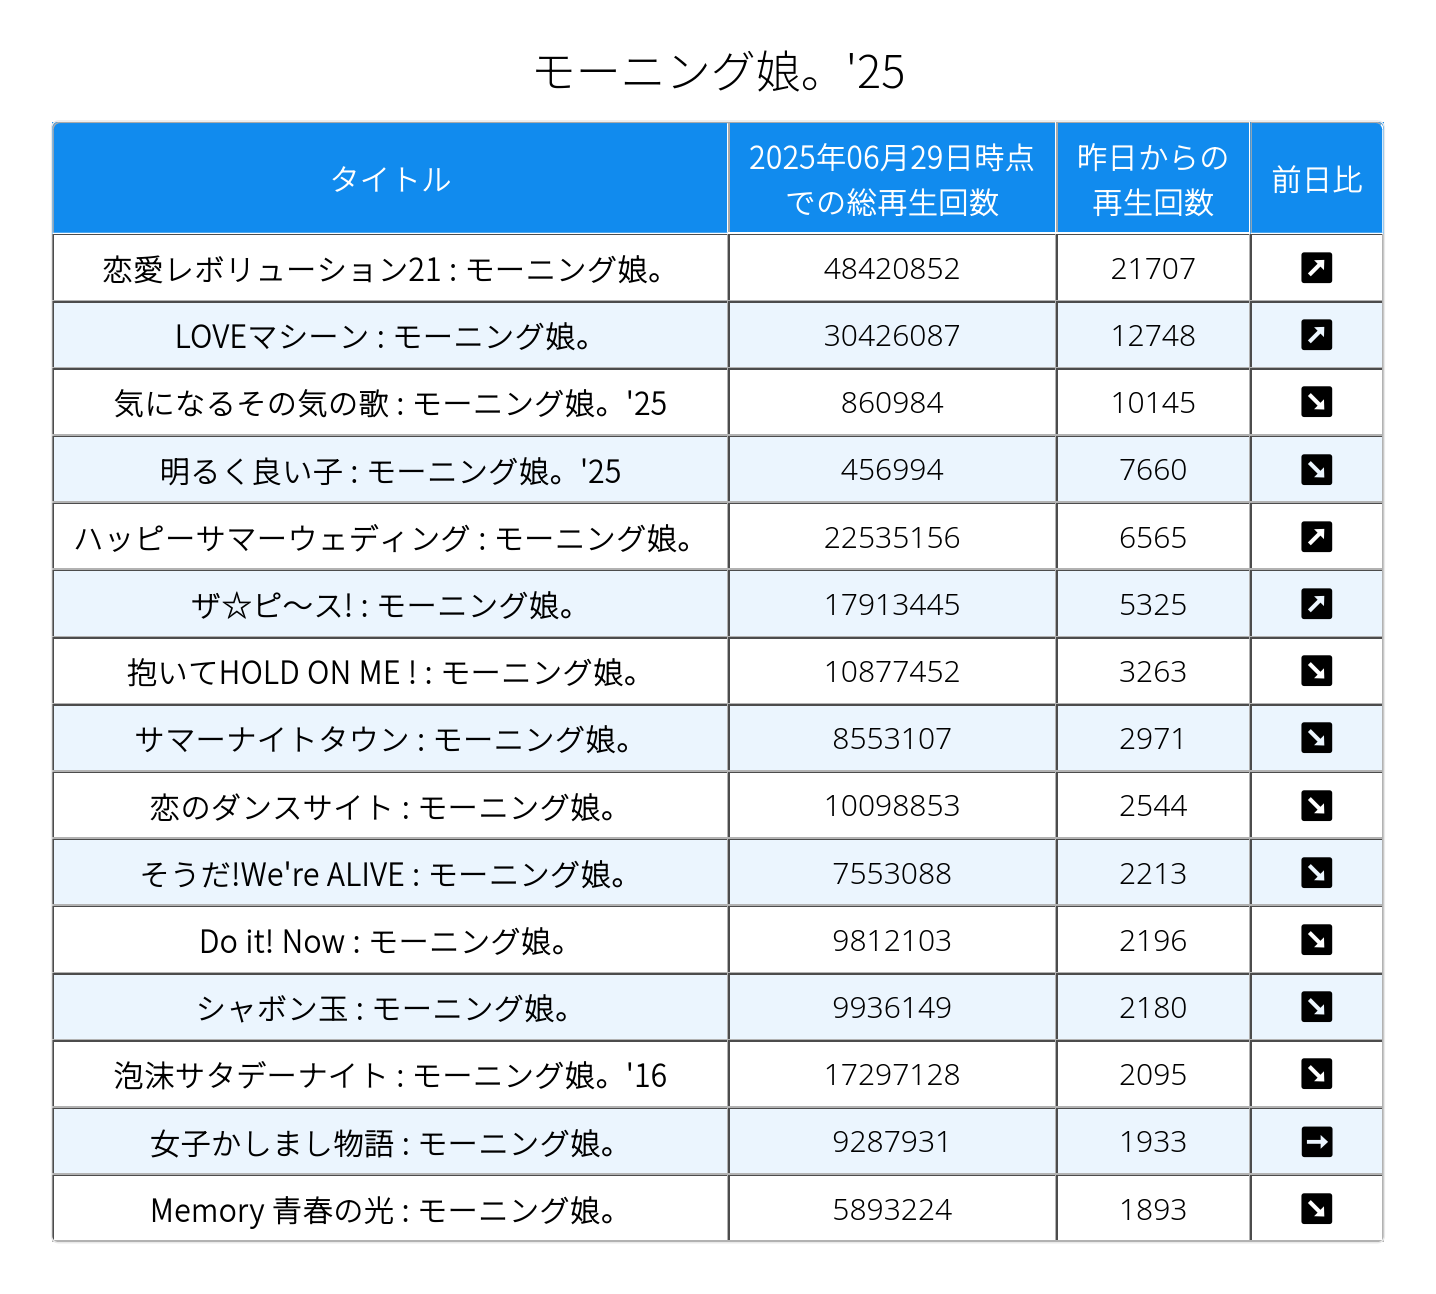 モーニング娘。'25
タイトル 2025年06月29日時点での総再生回数 昨日からの再生回数 前日比
恋愛レボリューション21 : モーニング娘。 48420852 21707 ↗
LOVEマシーン : モーニング娘。 30426087 12748 ↗
気になるその気の歌 : モーニング娘。'25 860984 10145 ↘
明るく良い子 : モーニング娘。'25 456994 7660 ↘
ハッピーサマーウェディング : モーニング娘。 22535156 6565 ↗
ザ☆ピ〜ス! : モーニング娘。 17913445 5325 ↗
抱いてHOLD ON ME ! : モーニング娘。 10877452 3263 ↘
サマーナイトタウン : モーニング娘。 8553107 2971 ↘
恋のダンスサイト : モーニング娘。 10098853 2544 ↘
そうだ!We're ALIVE : モーニング娘。 7553088 2213 ↘
Do it! Now : モーニング娘。 9812103 2196 ↘
シャボン玉 : モーニング娘。 9936149 2180 ↘
泡沫サタデーナイト : モーニング娘。'16 17297128 2095 ↘
女子かしまし物語 : モーニング娘。 9287931 1933 →
Memory 青春の光 : モーニング娘。 5893224 1893 ↘